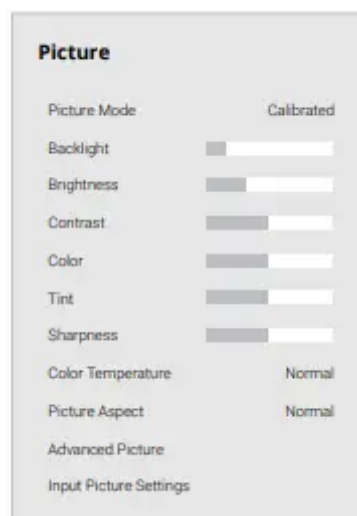 Picture
Picture Mode Calibrated
Backlight
Brightness
Contrast
Color
Tint
Sharpness
Color Temperature Normal
Picture Aspect Normal
Advanced Picture
Input Picture Settings